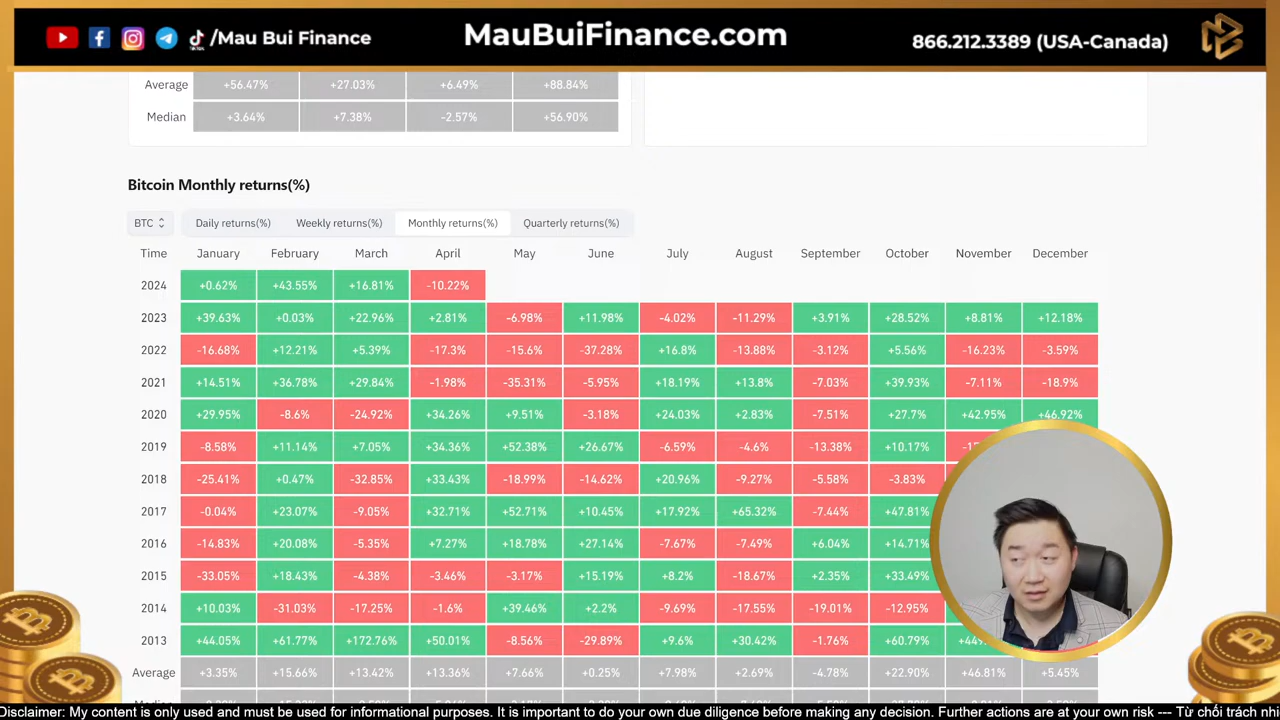 /Mau Bui Finance
MauBuiFinance.com
866.212.3389 (USA-Canada)
Average +56.47% +27.03% +6.49% +88.84%
Median +3.64% +7.38% -2.57% +56.90%
Bitcoin Monthly returns(%)
BTC Daily returns(%) Weekly returns(%) Monthly returns(%) Quarterly returns(%)
Time January February March April May June July August September October November December
2024 +0.62% +43.55% +16.81% -10.22%
2023 +39.63% +0.03% +22.96% +2.81% -6.98% +11.98% -4.02% -11.29% +3.91% +28.52% +8.81% +12.18%
2022 -16.68% +12.21% +5.39% -17.3% -15.6% -37.28% +16.8% -13.88% -3.12% +5.56% -16.23% -3.59%
2021 +14.51% +36.78% +29.84% -1.98% -35.31% -5.95% +18.19% +13.8% -7.03% +39.93% -7.11% -18.9%
2020 +29.95% -8.6% -24.92% +34.26% +9.51% -3.18% +24.03% +2.83% -7.51% +27.7% +42.95% +46.92%
2019 -8.58% +11.14% +7.05% +34.36% +52.38% +26.67% -6.59% -4.6% -13.38% +10.17%
2018 -25.41% +0.47% -32.85% +33.43% -18.99% -14.62% +20.96% -9.27% -5.58% -3.83%
2017 -0.04% +23.07% -9.05% +32.71% +52.71% +10.45% +17.92% +65.32% -7.44% +47.81%
2016 -14.83% +20.08% -5.35% +7.27% +18.78% +27.14% -7.67% -7.49% +6.04% +14.71%
2015 -33.05% +18.43% -4.38% -3.46% -3.17% +15.19% +8.2% -18.67% +2.35% +33.49%
2014 +10.03% -31.03% -17.25% -1.6% +39.46% +2.2% -9.69% -17.55% -19.01% -12.95%
2013 +44.05% +61.77% +172.76% +50.01% -8.56% -29.89% +9.6% +30.42% -1.76% +60.79%
Average +3.35% +15.66% +13.42% +13.36% +7.66% +0.25% +7.98% +2.69% -4.78% +22.90% +46.81% +5.45%
Disclaimer: My content is only used and must be used for informational purposes. It is important to do your own due diligence before making any decision. Further actions are at your own risk --- Từ chối trách nhi